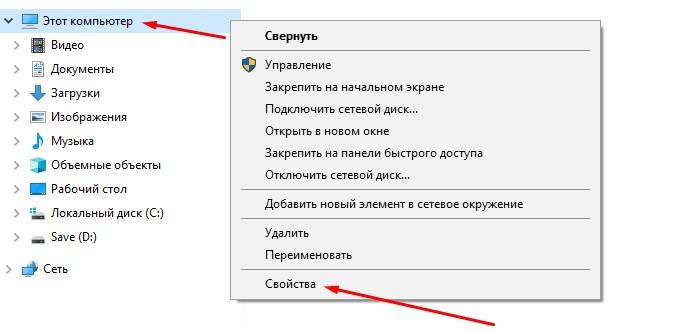 Этот компьютер
Видео
Документы
Загрузки
Изображения
Музыка
Объемные объекты
Рабочий стол
Локальный диск (C:)
Save (D:)
Сеть
Свернуть
Управление
Закрепить на начальном экране
Подключить сетевой диск...
Открыть в новом окне
Закрепить на панели быстрого доступа
Отключить сетевой диск...
Добавить новый элемент в сетевое окружение
Удалить
Переименовать
Свойства